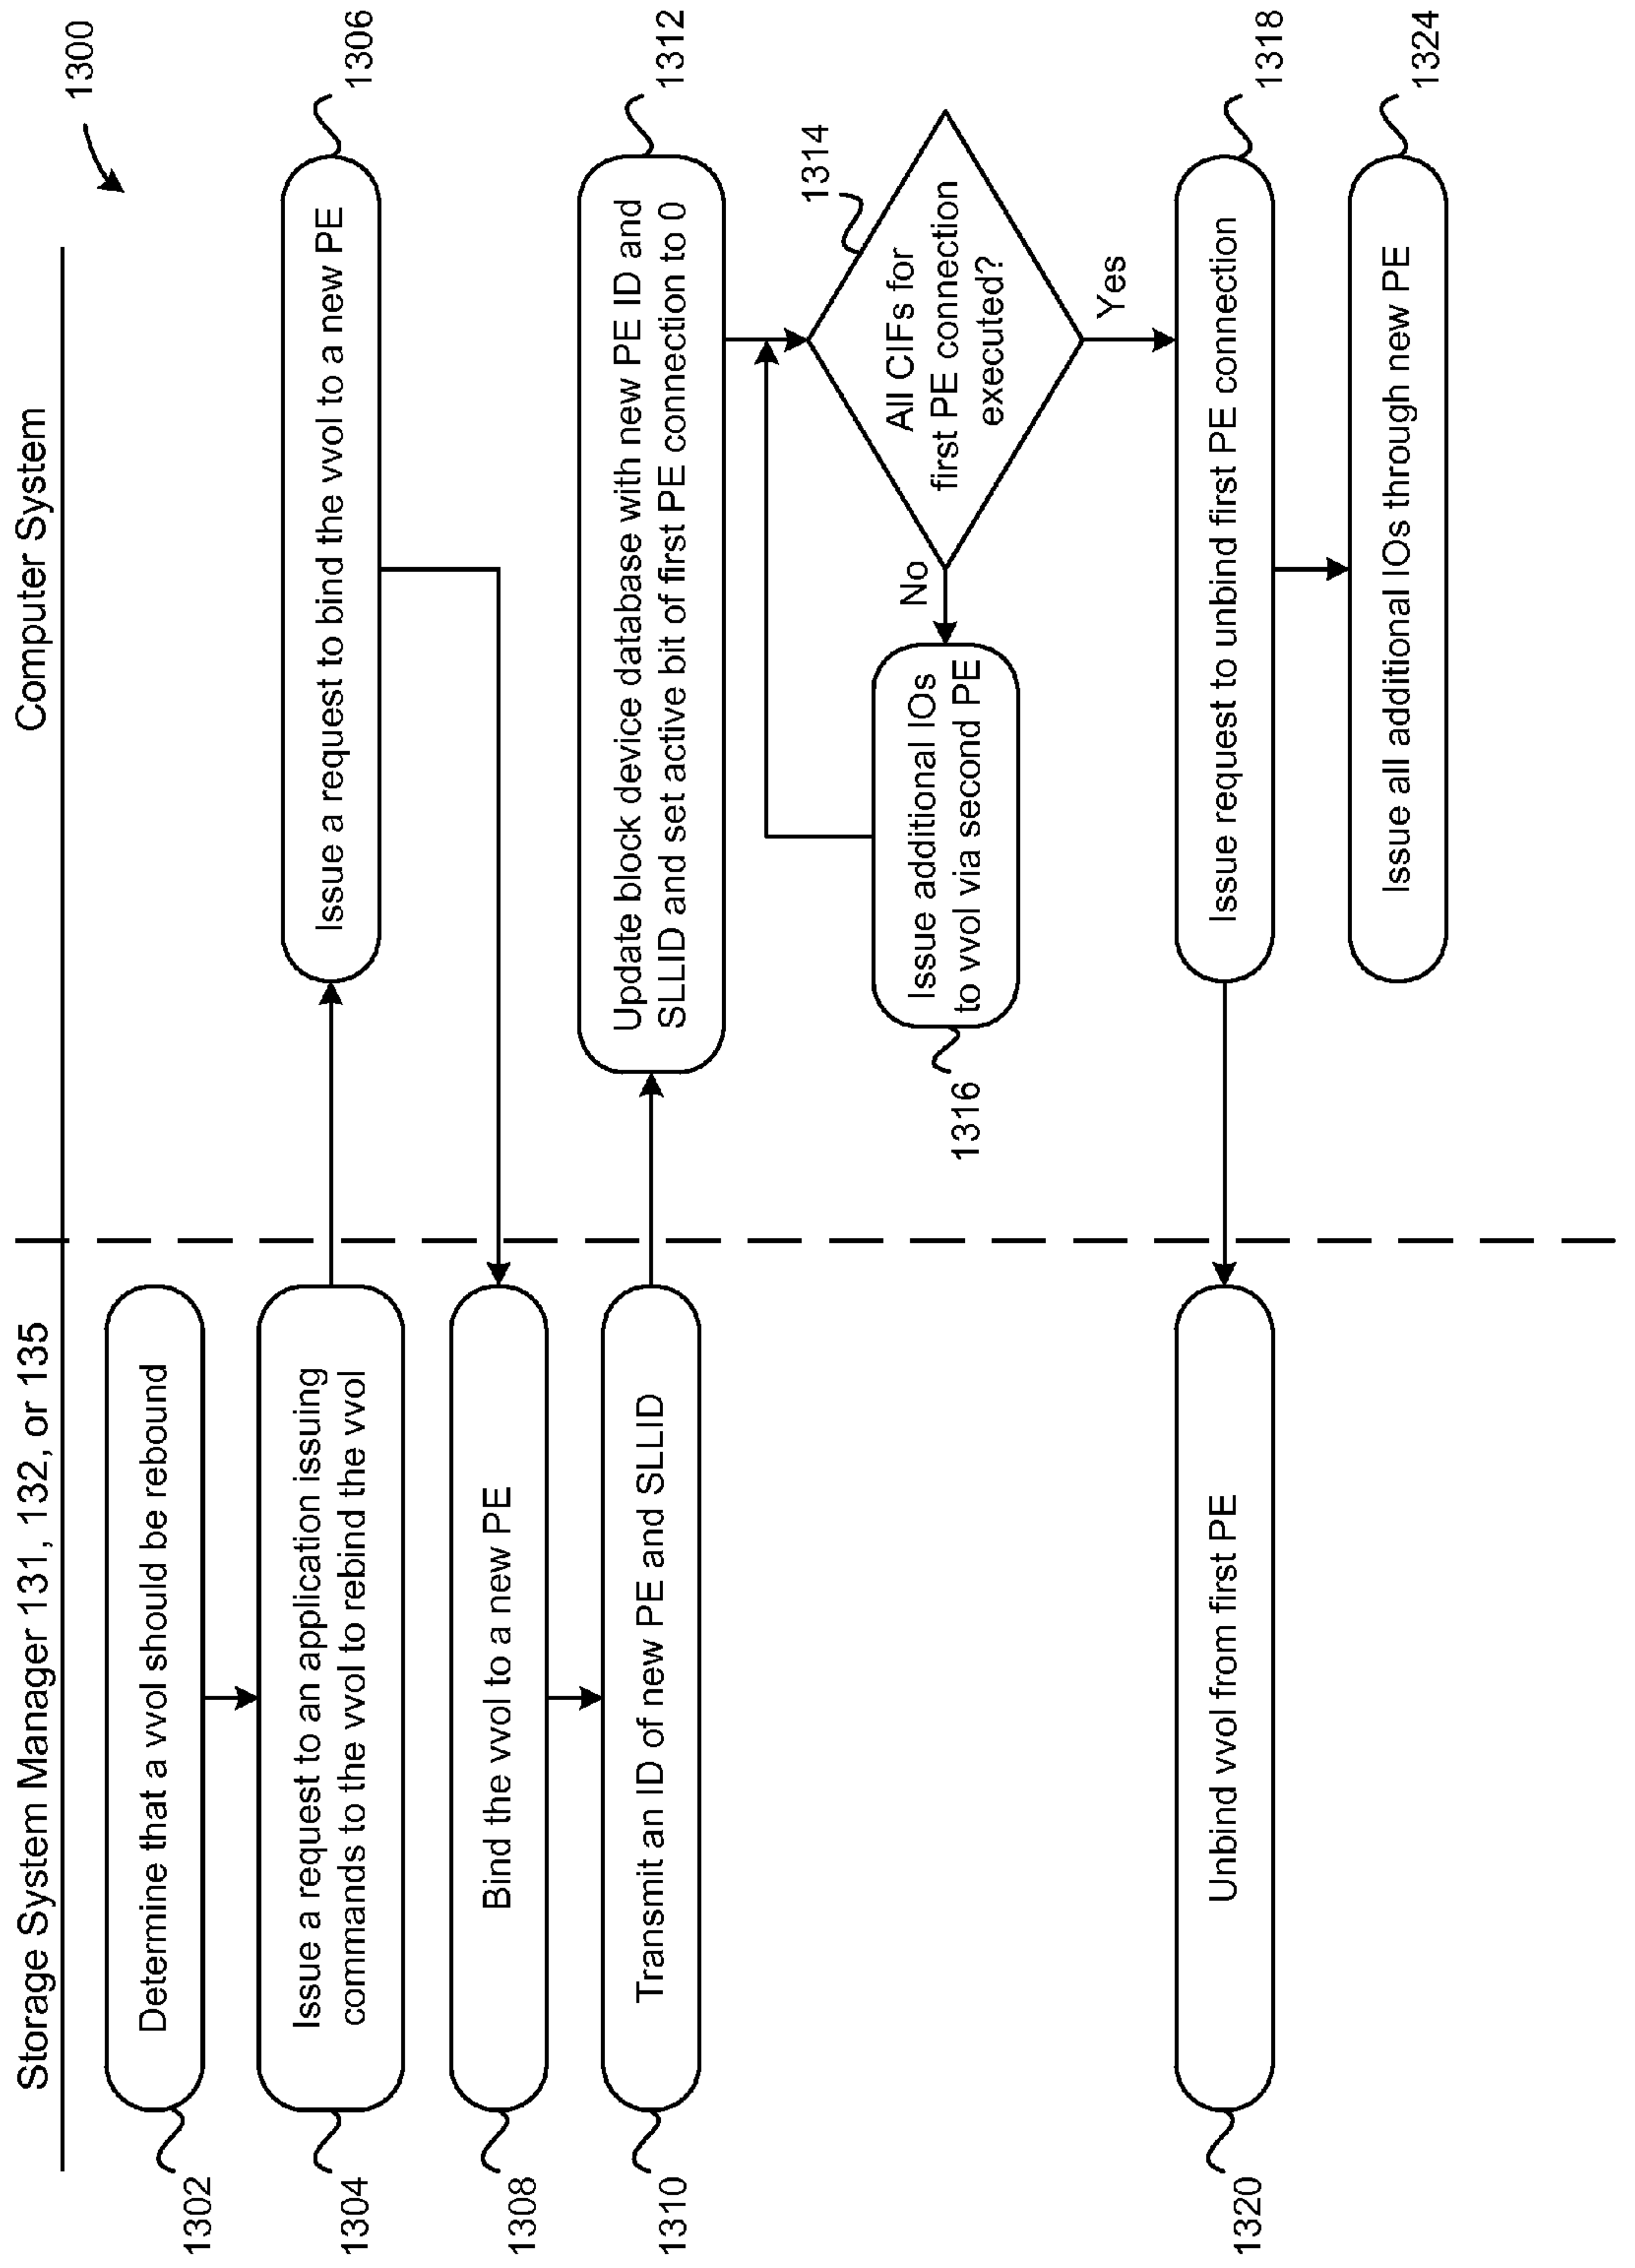 1300
Storage System Manager 131, 132, or 135
Computer System
1302
Determine that a vvol should be rebound
1304
Issue a request to an application issuing
commands to the vvol to rebind the vvol
Issue a request to bind the vvol to a new PE
1306
1308
Bind the vvol to a new PE
1310
Transmit an ID of new PE and SLLID
Update block device database with new PE ID and
SLLID and set active bit of first PE connection to 0
1312
1314
All CIFs for
first PE connection
executed?
No
Yes
Issue additional IOs
to vvol via second PE
1316
Issue request to unbind first PE connection
1318
1320
Unbind vvol from first PE
Issue all additional IOs through new PE
1324